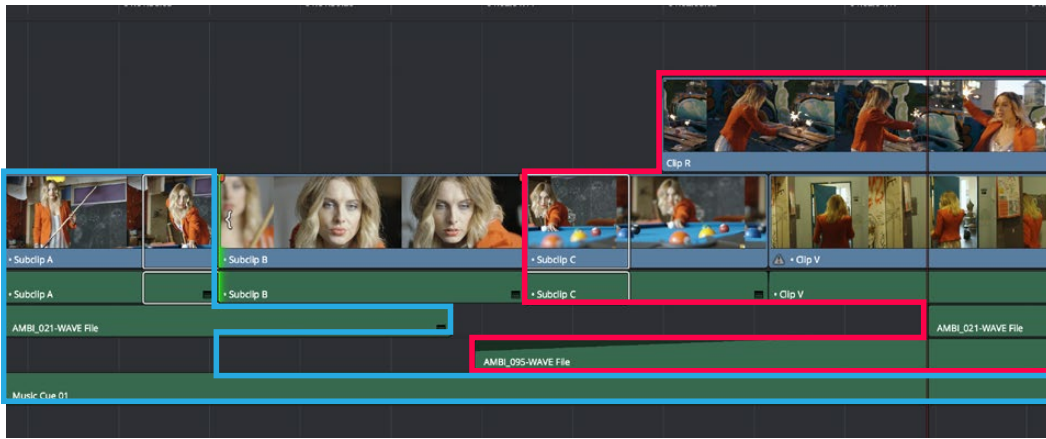 Clip R
• Subclip A
• Subclip B
• Subclip C
• Clip V
• Subclip A
• Subclip B
• Subclip C
• Clip V
AMBI_021-WAVE File
AMBI_021-WAVE File
AMBI_095-WAVE File
Music Cue 01